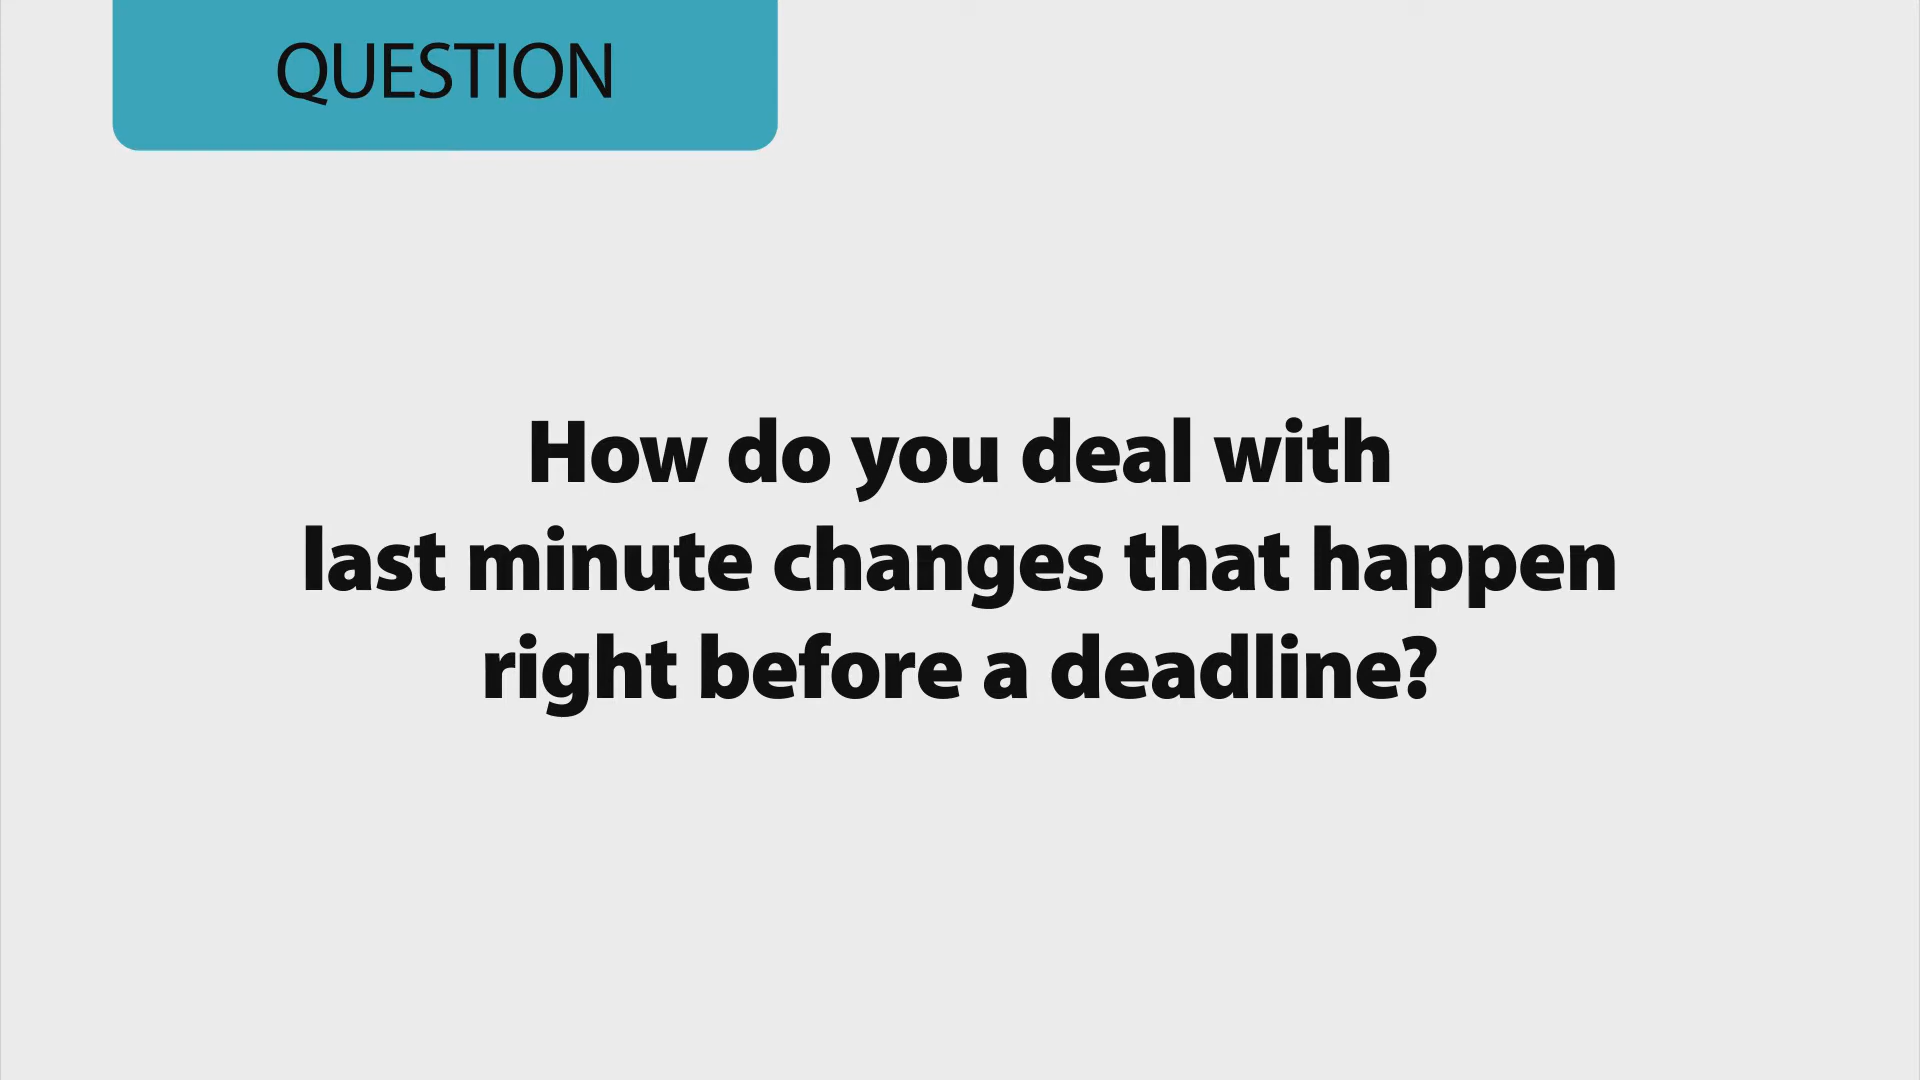 QUESTION
How do you deal with
last minute changes that happen
right before a deadline?